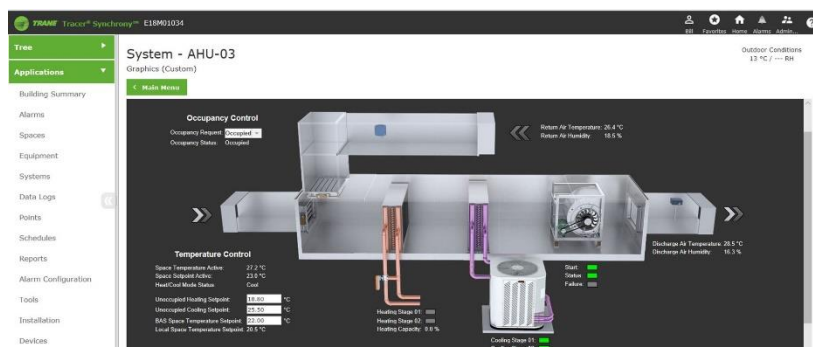 TRANE Tracer® Synchrony™ E18M01034
Bill Favorites Home Alarms Admin...
Tree
Applications
Building Summary
Alarms
Spaces
Equipment
Systems
Data Logs
Points
Schedules
Reports
Alarm Configuration
Tools
Installation
Devices
System - AHU-03
Graphics (Custom)
Outdoor Conditions
13 °C / --- RH
< Main Menu
Occupancy Control
Occupancy Request: Occupied
Occupancy Status: Occupied
Return Air Temperature: 26.4 °C
Return Air Humidity: 18.5 %
Discharge Air Temperature: 28.5 °C
Discharge Air Humidity: 16.3 %
Temperature Control
Space Temperature Active: 27.2 °C
Space Setpoint Active: 23.0 °C
Heat/Cool Mode Status: Cool
Unoccupied Heating Setpoint: 18.60 °C
Unoccupied Cooling Setpoint: 25.50 °C
BAS Space Temperature Setpoint: 22.00 °C
Local Space Temperature Setpoint: 20.5 °C
Heating Stage 01:
Heating Stage 02:
Heating Capacity: 0.0 %
Start:
Status:
Failure:
Cooling Stage 01: